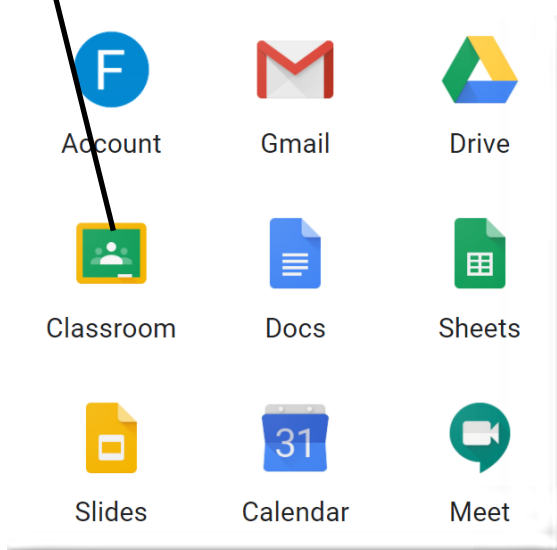 F
Account Gmail Drive
Classroom Docs Sheets
31
Slides Calendar Meet